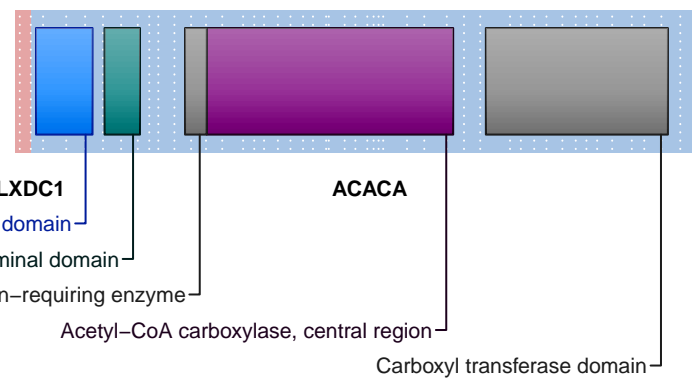 LXDC1 ACACA
domain
minal domain
n−requiring enzyme
Acetyl−CoA carboxylase, central region
Carboxyl transferase domain